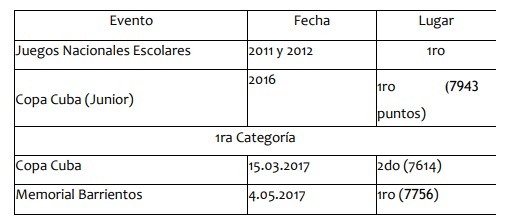 Evento Fecha Lugar
Juegos Nacionales Escolares 2011 y 2012 1ro
Copa Cuba (Junior) 2016 1ro (7943
puntos)
1ra Categoría
Copa Cuba 15.03.2017 2do (7614)
Memorial Barrientos 4.05.2017 1ro (7756)